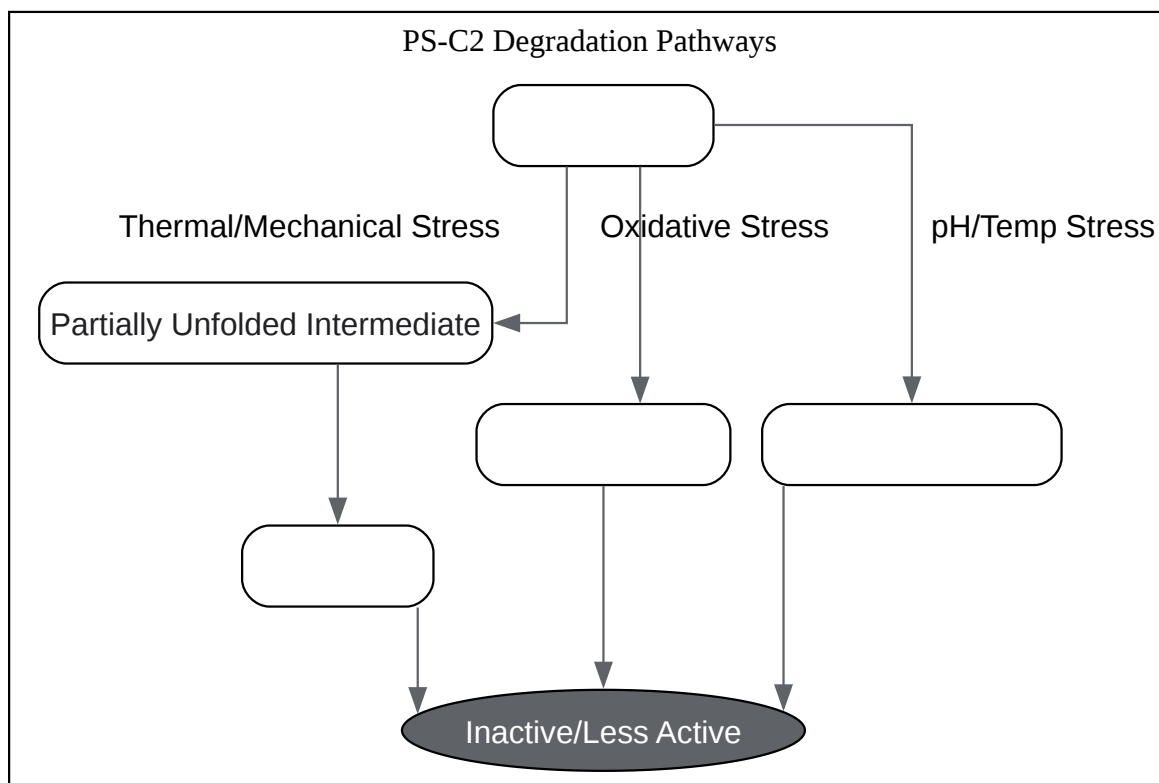 PS-C2 Degradation Pathways
Thermal/Mechanical Stress
Oxidative Stress
pH/Temp Stress
Partially Unfolded Intermediate
Inactive/Less Active